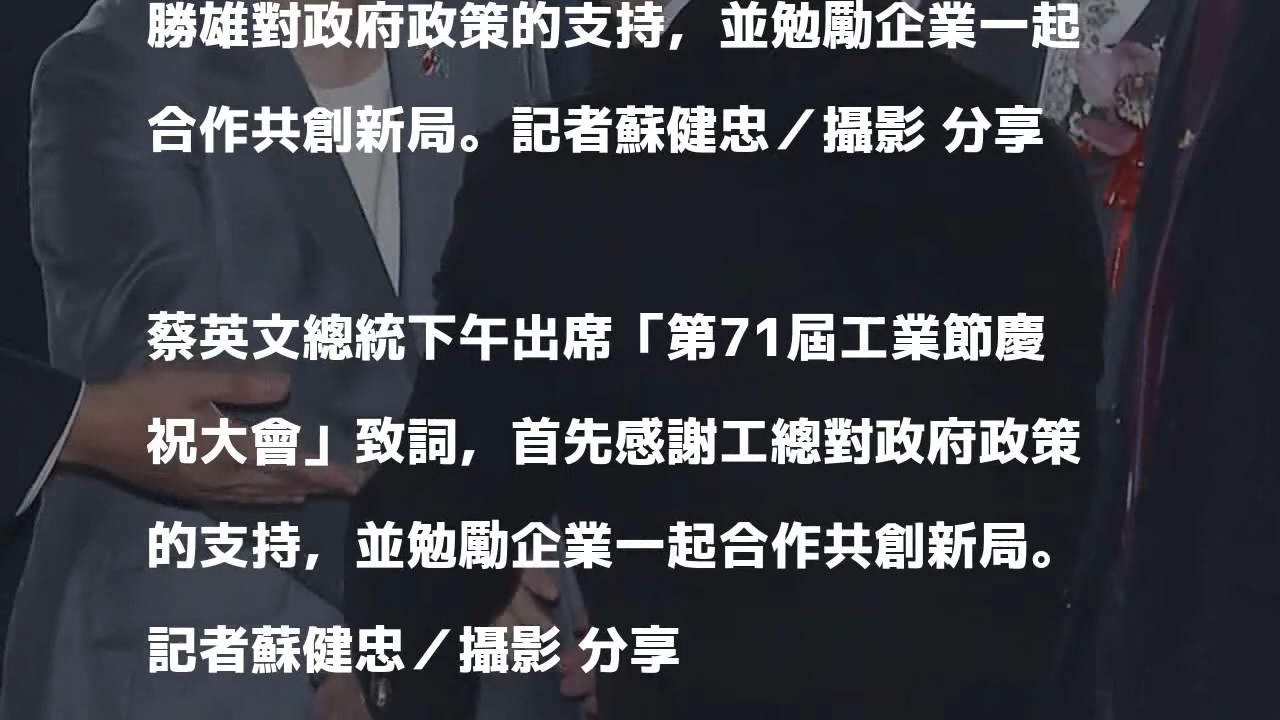 勝雄對政府政策的支持，並勉勵企業一起
合作共創新局。記者蘇健忠／攝影 分享
蔡英文總統下午出席「第71屆工業節慶
祝大會」致詞，首先感謝工總對政府政策
的支持，並勉勵企業一起合作共創新局。
記者蘇健忠／攝影 分享